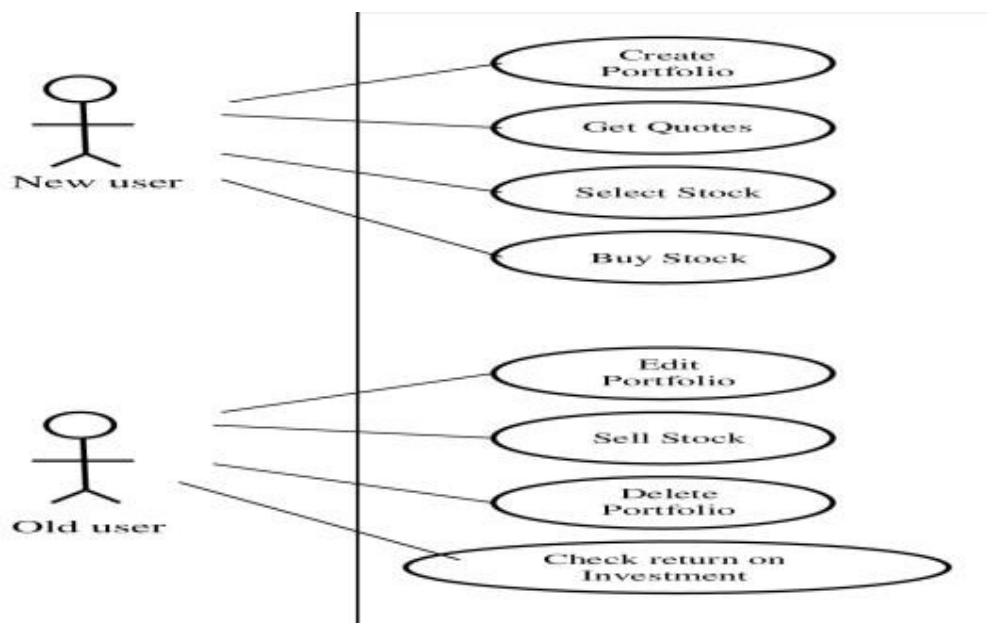 Create
Portfolio
Get Quotes
New user
Select Stock
Buy Stock
Edit
Portfolio
Sell Stock
Old user
Delete
Portfolio
Check return on
Investment